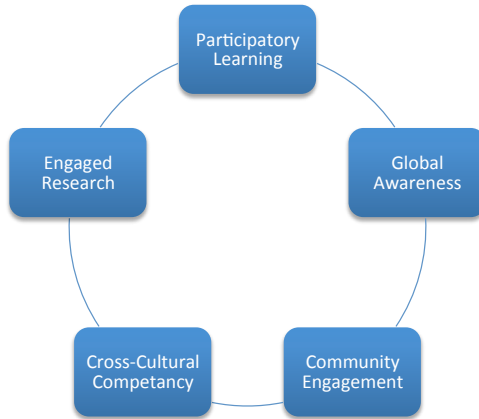 Participatory
Learning
Global
Awareness
Community
Engagement
Cross-Cultural
Competancy
Engaged
Research